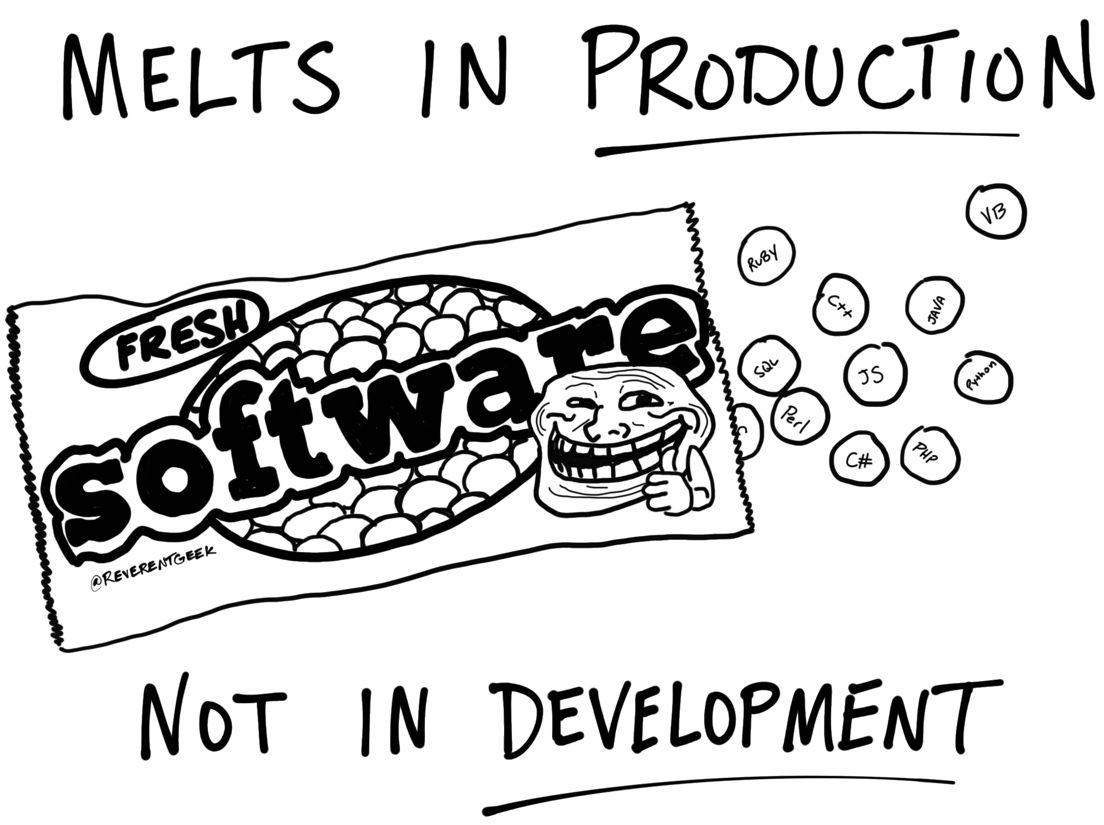 MELTS IN PRODUCTION
FRESH
software
@REVERENTGEEK
VB
RUBY
C++
JAVA
SQL
JS
Python
Perl
C#
PHP
NOT IN DEVELOPMENT